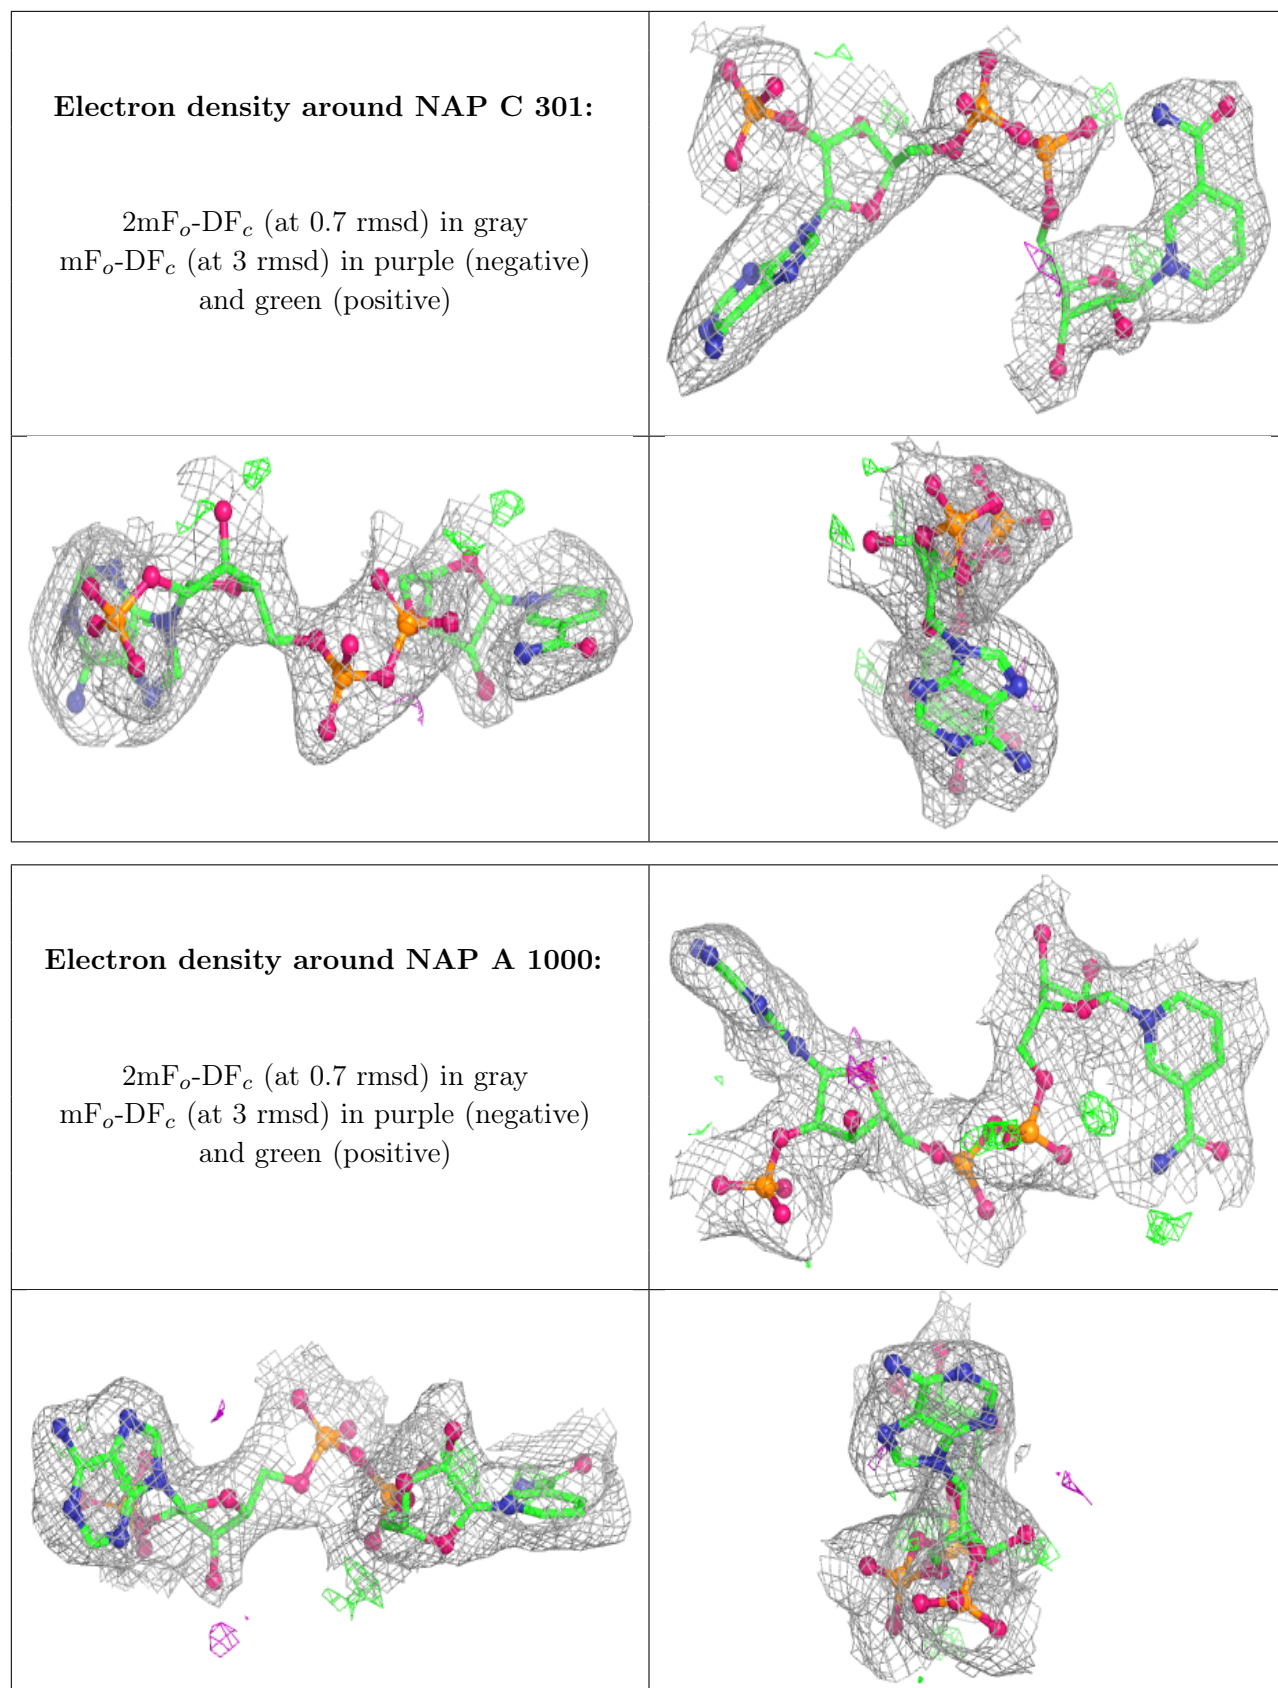 Electron density around NAP C 301:
2mFo-DFc (at 0.7 rmsd) in gray
mFo-DFc (at 3 rmsd) in purple (negative)
and green (positive)
Electron density around NAP A 1000:
2mFo-DFc (at 0.7 rmsd) in gray
mFo-DFc (at 3 rmsd) in purple (negative)
and green (positive)